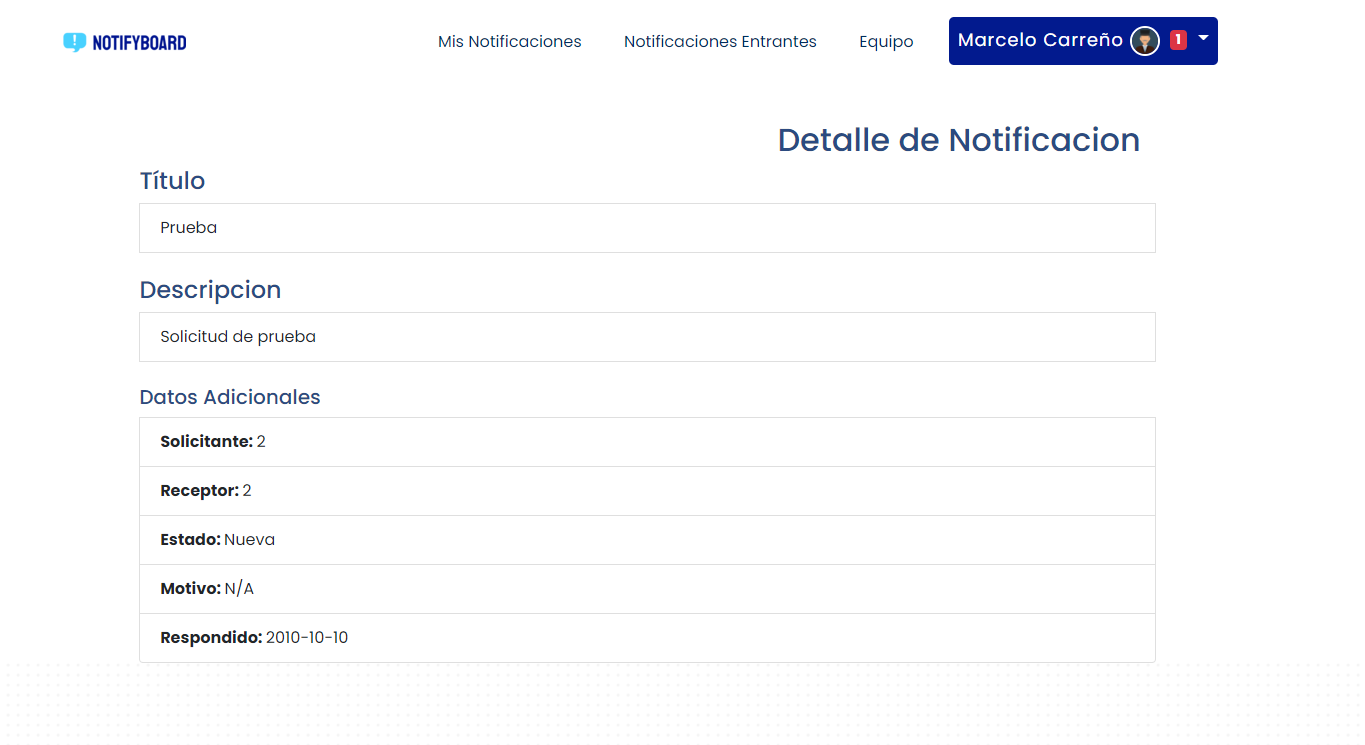 NOTIFYBOARD
Mis Notificaciones
Notificaciones Entrantes
Equipo
Marcelo Carreño 1
Detalle de Notificacion
Título
Prueba
Descripcion
Solicitud de prueba
Datos Adicionales
Solicitante: 2
Receptor: 2
Estado: Nueva
Motivo: N/A
Respondido: 2010-10-10